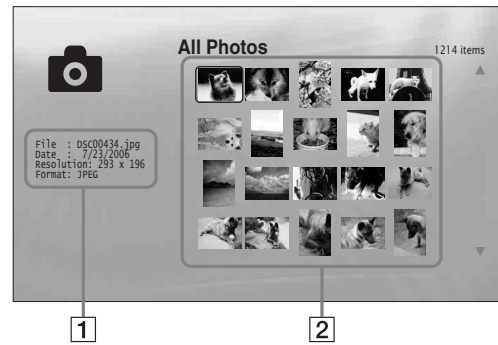 All Photos
1214 items
File : DSC00434.jpg
Date : 7/23/2006
Resolution: 293 x 196
Format: JPEG
1
2